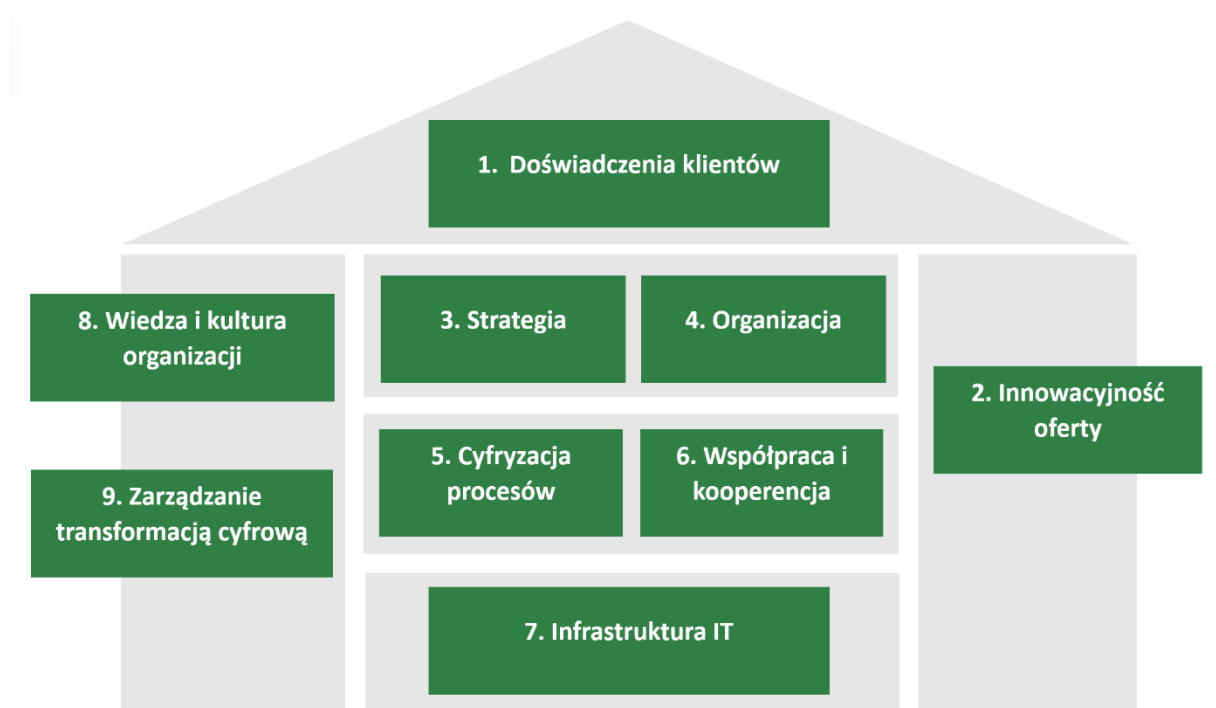 1. Doświadczenia klientów
8. Wiedza i kultura
organizacji
3. Strategia
4. Organizacja
2. Innowacyjność
oferty
5. Cyfryzacja
procesów
6. Współpraca i
kooperencja
9. Zarządzanie
transformacją cyfrową
7. Infrastruktura IT